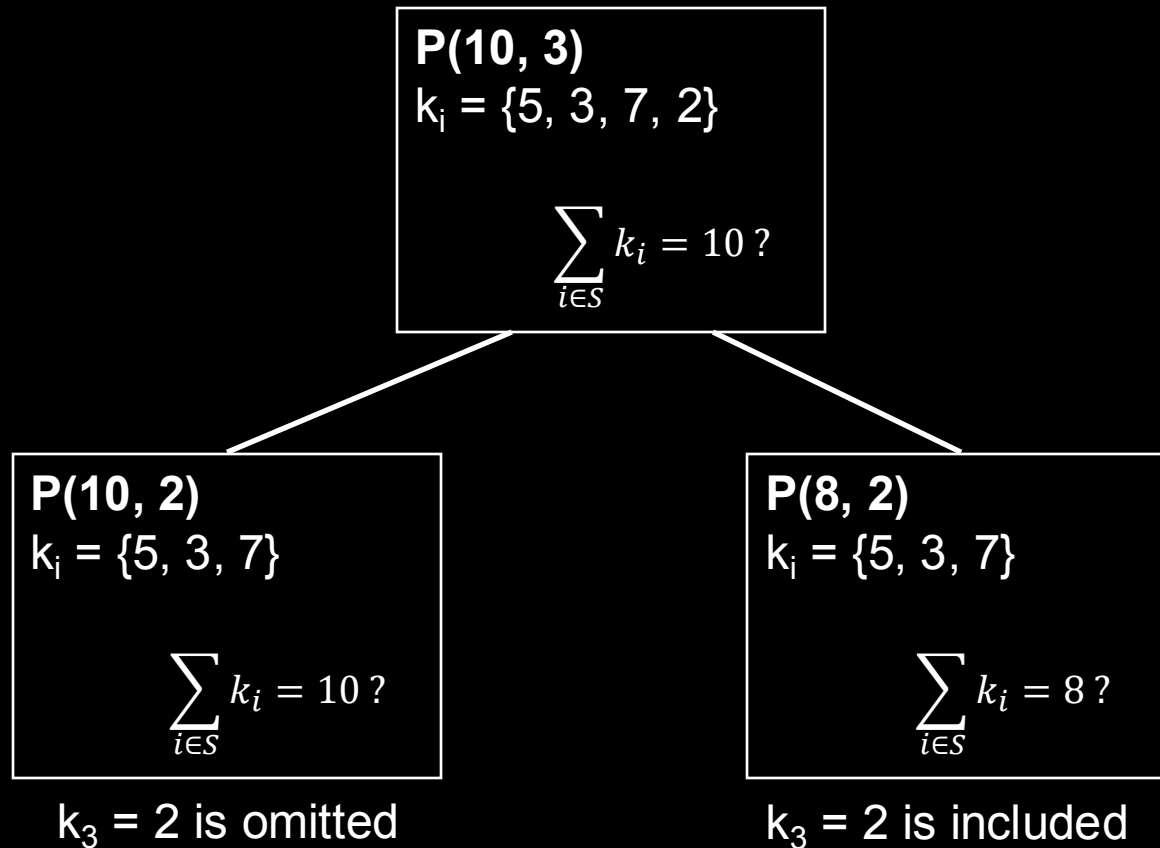 P(10, 3)
kᵢ = {5, 3, 7, 2}
∑ kᵢ = 10 ?
i∈S
P(10, 2)
kᵢ = {5, 3, 7}
∑ kᵢ = 10 ?
i∈S
k₃ = 2 is omitted
P(8, 2)
kᵢ = {5, 3, 7}
∑ kᵢ = 8 ?
i∈S
k₃ = 2 is included